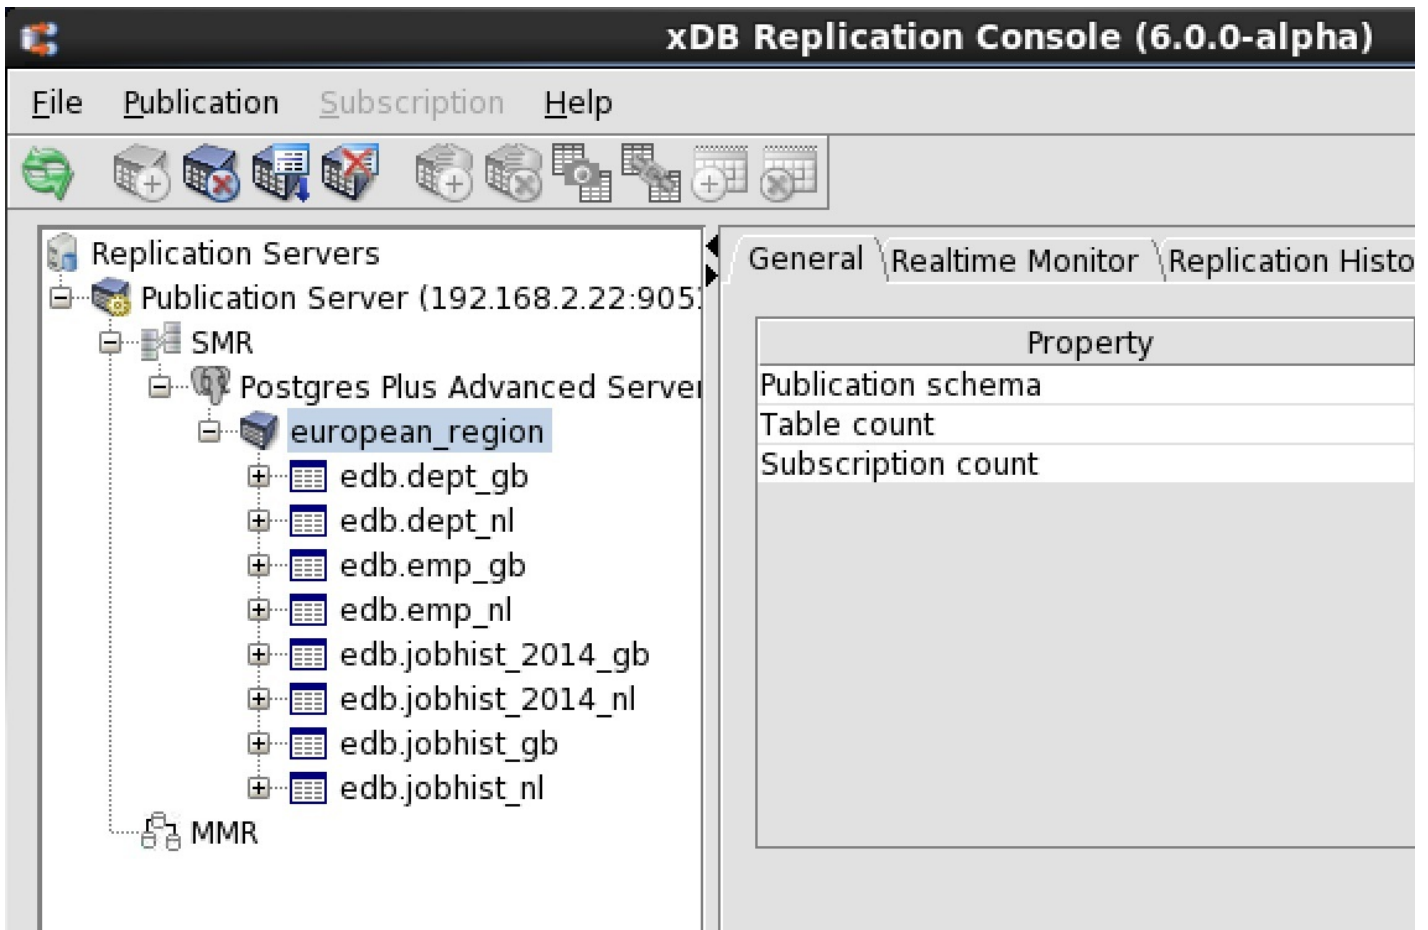 xDB Replication Console (6.0.0-alpha)
File Publication Subscription Help
Replication Servers
Publication Server (192.168.2.22:905
SMR
Postgres Plus Advanced Server
european_region
edb.dept_gb
edb.dept_nl
edb.emp_gb
edb.emp_nl
edb.jobhist_2014_gb
edb.jobhist_2014_nl
edb.jobhist_gb
edb.jobhist_nl
MMR
General Realtime Monitor Replication Histo
Property
Publication schema
Table count
Subscription count